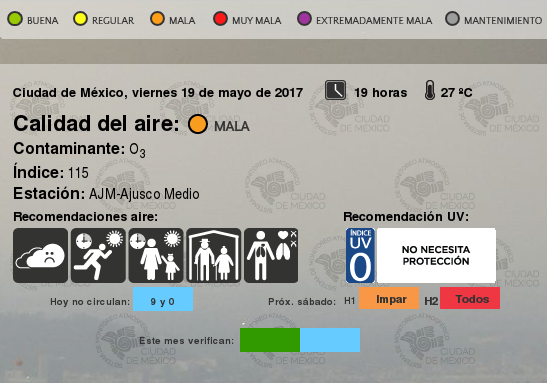 BUENA REGULAR MALA MUY MALA EXTREMADAMENTE MALA MANTENIMIENTO
Ciudad de México, viernes 19 de mayo de 2017 19 horas 27 ºC
Calidad del aire: MALA
Contaminante: O3
Índice: 115
Estación: AJM-Ajusco Medio
Recomendaciones aire: Recomendación UV:
ÍNDICE
UV
0
NO NECESITA
PROTECCIÓN
Hoy no circulan: 9 y 0 Próx. sábado: H1 Impar H2 Todos
Este mes verifican:
MONITOREO ATMOSFÉRICO
CIUDAD
DE MÉXICO